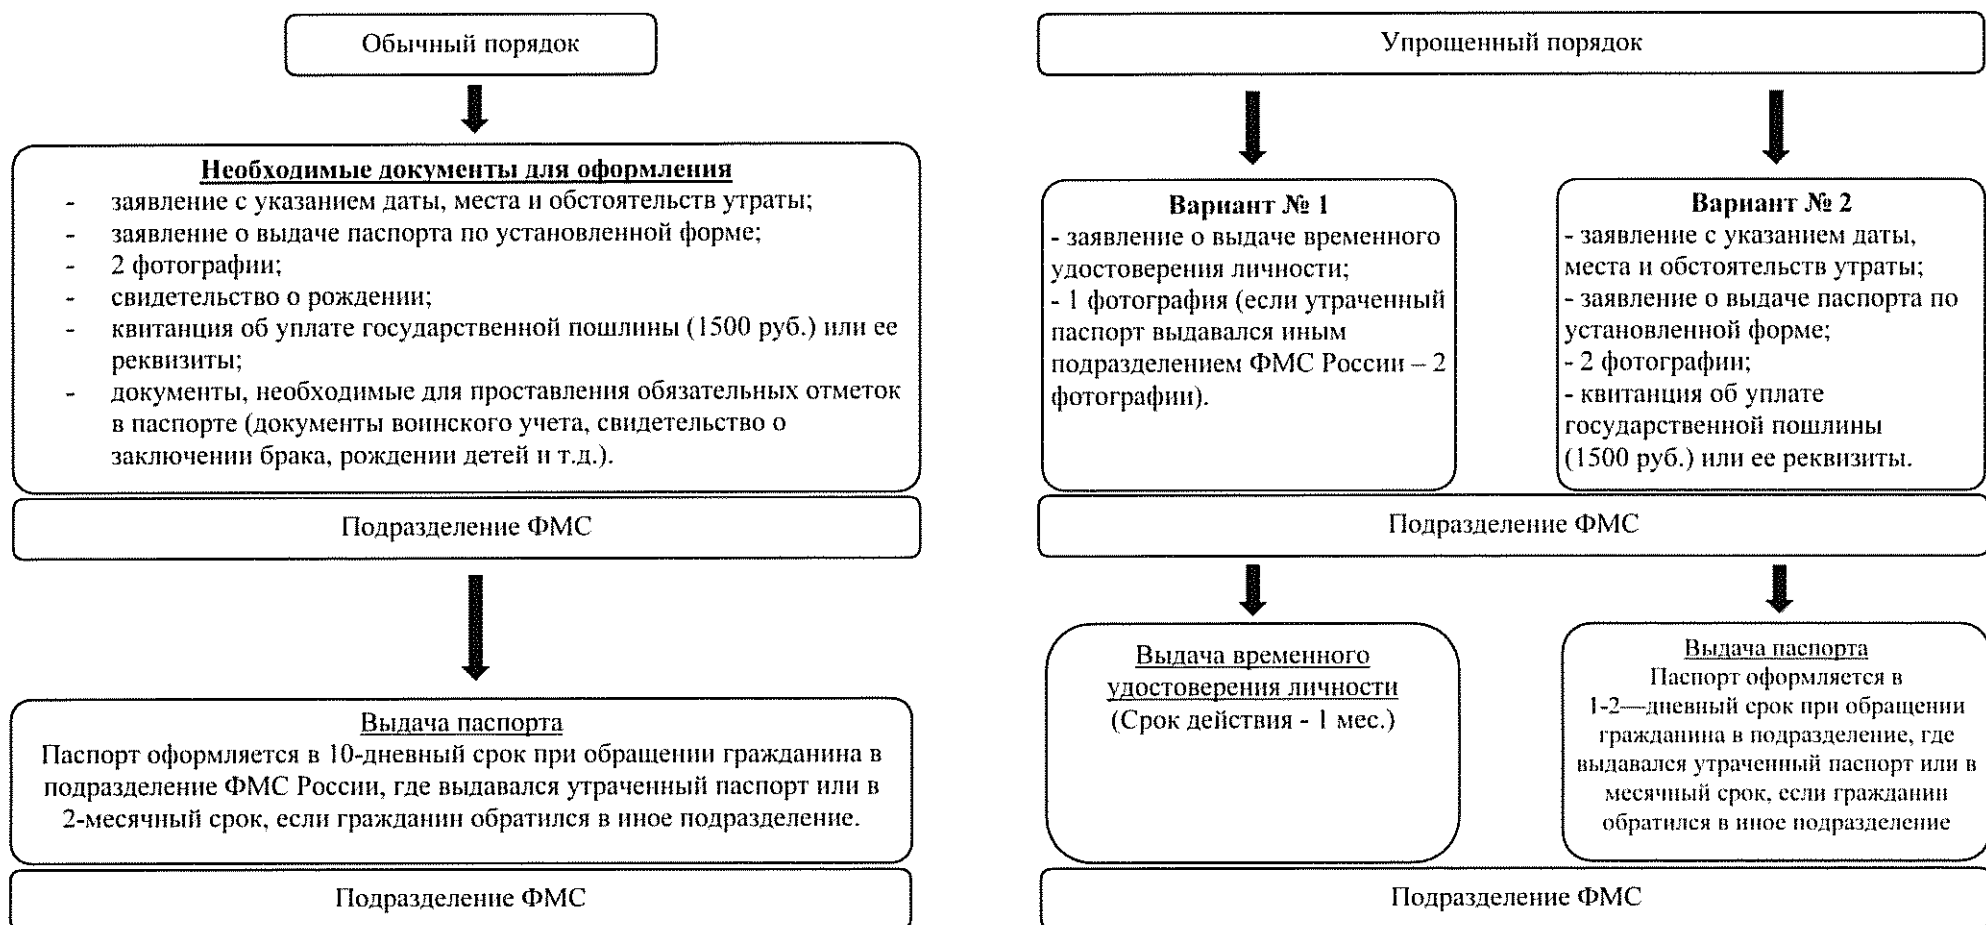 Обычный порядок
Необходимые документы для оформления
- заявление с указанием даты, места и обстоятельств утраты;
- заявление о выдаче паспорта по установленной форме;
- 2 фотографии;
- свидетельство о рождении;
- квитанция об уплате государственной пошлины (1500 руб.) или ее
реквизиты;
- документы, необходимые для проставления обязательных отметок
в паспорте (документы воинского учета, свидетельство о
заключении брака, рождении детей и т.д.).
Подразделение ФМС
Выдача паспорта
Паспорт оформляется в 10-дневный срок при обращении гражданина в
подразделение ФМС России, где выдавался утраченный паспорт или в
2-месячный срок, если гражданин обратился в иное подразделение.
Подразделение ФМС
Упрошенный порядок
Вариант № 1
- заявление о выдаче временного
удостоверения личности;
- 1 фотография (если утраченный
паспорт выдавался иным
подразделением ФМС России – 2
фотографии).
Вариант № 2
- заявление с указанием даты,
места и обстоятельств утраты;
- заявление о выдаче паспорта по
установленной форме;
- 2 фотографии;
- квитанция об уплате
государственной пошлины
(1500 руб.) или ее реквизиты.
Подразделение ФМС
Выдача временного
удостоверения личности
(Срок действия - 1 мес.)
Выдача паспорта
Паспорт оформляется в
1-2—дневный срок при обращении
гражданина в подразделение, где
выдавался утраченный паспорт или в
месячный срок, если гражданин
обратился в иное подразделение
Подразделение ФМС